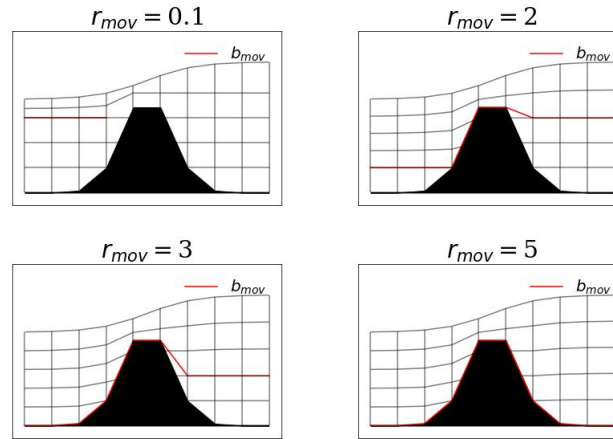 r_mov = 0.1
b_mov
r_mov = 2
b_mov
r_mov = 3
b_mov
r_mov = 5
b_mov